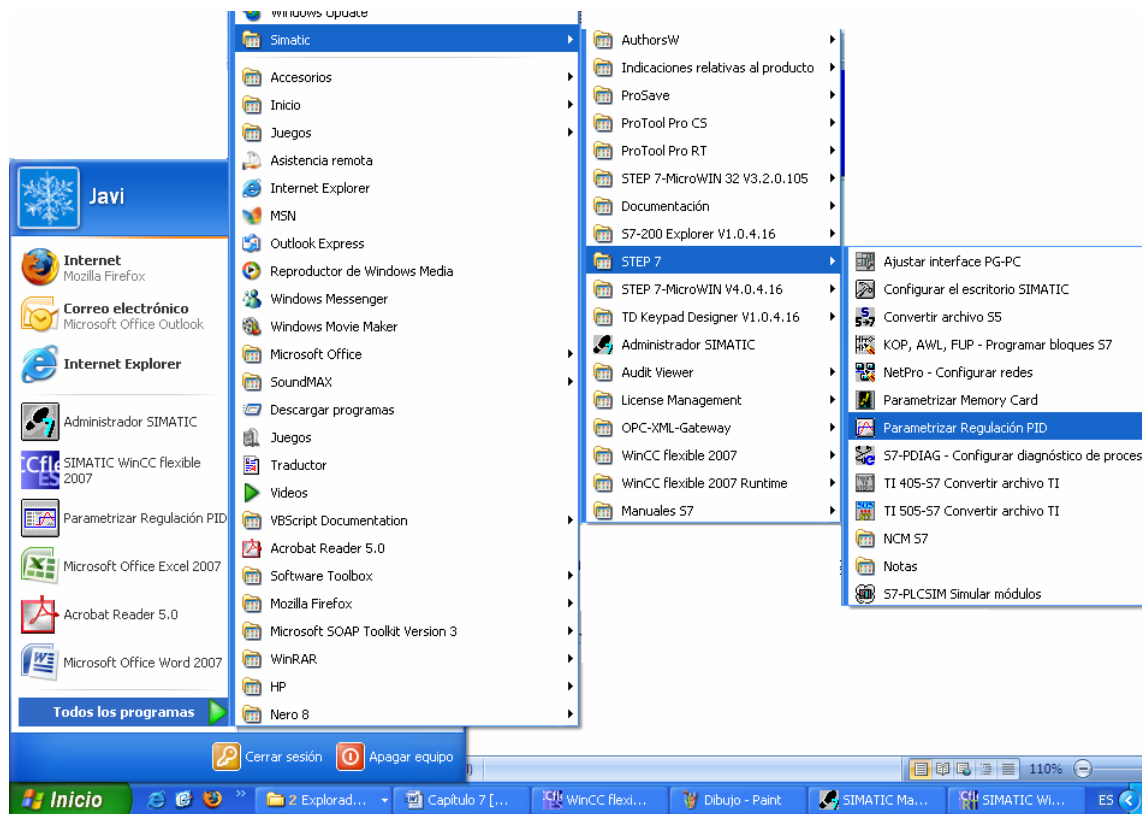 Windows Update
Simatic
Accesorios
Inicio
Juegos
Asistencia remota
Internet Explorer
MSN
Outlook Express
Reproductor de Windows Media
Windows Messenger
Windows Movie Maker
Microsoft Office
SoundMAX
Descargar programas
Juegos
Traductor
Videos
VBScript Documentation
Acrobat Reader 5.0
Software Toolbox
Mozilla Firefox
Microsoft SOAP Toolkit Version 3
WinRAR
HP
Nero 8
AuthorsW
Indicaciones relativas al producto
ProSave
ProTool Pro CS
ProTool Pro RT
STEP 7-MicroWIN 32 V3.2.0.105
Documentación
S7-200 Explorer V1.0.4.16
STEP 7
STEP 7-MicroWIN V4.0.4.16
TD Keypad Designer V1.0.4.16
Administrador SIMATIC
Audit Viewer
License Management
OPC-XML-Gateway
WinCC flexible 2007
WinCC flexible 2007 Runtime
Manuales S7
Ajustar interface PG-PC
Configurar el escritorio SIMATIC
Convertir archivo S5
KOP, AWL, FUP - Programar bloques S7
NetPro - Configurar redes
Parametrizar Memory Card
Parametrizar Regulación PID
S7-PDIAG - Configurar diagnóstico de proces
TI 405-S7 Convertir archivo TI
TI 505-S7 Convertir archivo TI
NCM S7
Notas
S7-PLCSIM Simular módulos
Javi
Internet
Mozilla Firefox
Correo electrónico
Microsoft Office Outlook
Internet Explorer
Administrador SIMATIC
SIMATIC WinCC flexible
2007
Parametrizar Regulación PID
Microsoft Office Excel 2007
Acrobat Reader 5.0
Microsoft Office Word 2007
Todos los programas
Cerrar sesión
Apagar equipo
110%
Inicio
2 Explorad...
Capítulo 7 [...
WinCC flexi...
Dibujo - Paint
SIMATIC Ma...
SIMATIC Wi...
ES